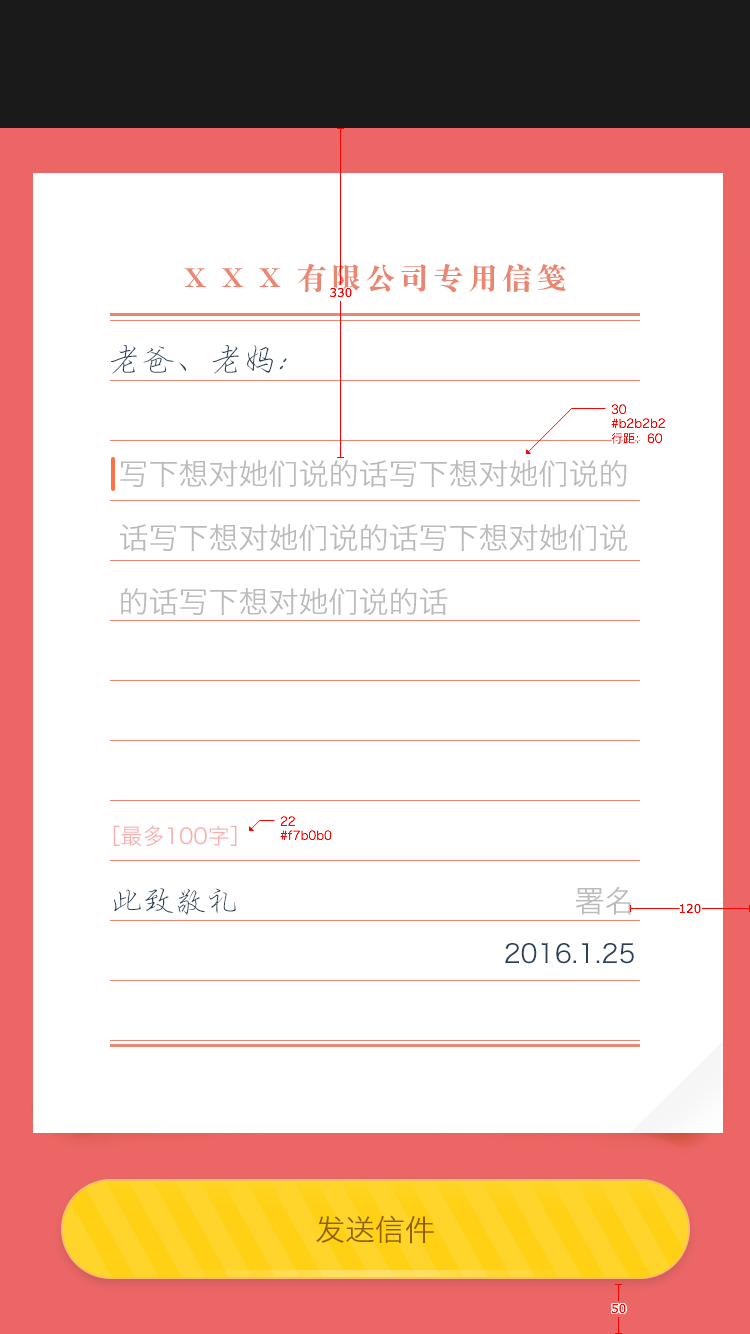 X X X 有限公司专用信笺
330
老爸、老妈：
30
#b2b2b2
行距：60
写下想对她们说的话写下想对她们说的
话写下想对她们说的话写下想对她们说
的话写下想对她们说的话
[最多100字]
22
#f7b0b0
此致敬礼
署名
120
2016.1.25
发送信件
50